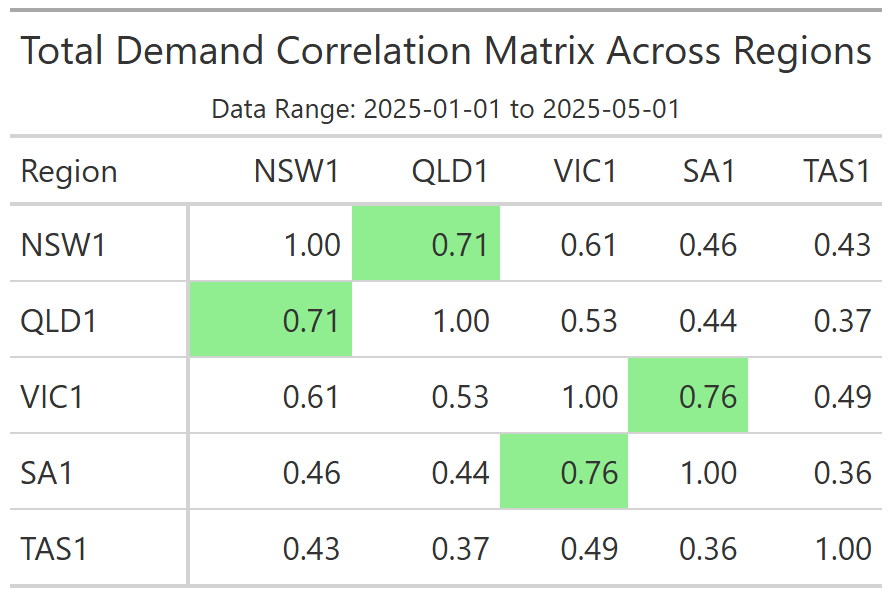 Total Demand Correlation Matrix Across Regions
Data Range: 2025-01-01 to 2025-05-01
Region NSW1 QLD1 VIC1 SA1 TAS1
NSW1 1.00 0.71 0.61 0.46 0.43
QLD1 0.71 1.00 0.53 0.44 0.37
VIC1 0.61 0.53 1.00 0.76 0.49
SA1 0.46 0.44 0.76 1.00 0.36
TAS1 0.43 0.37 0.49 0.36 1.00